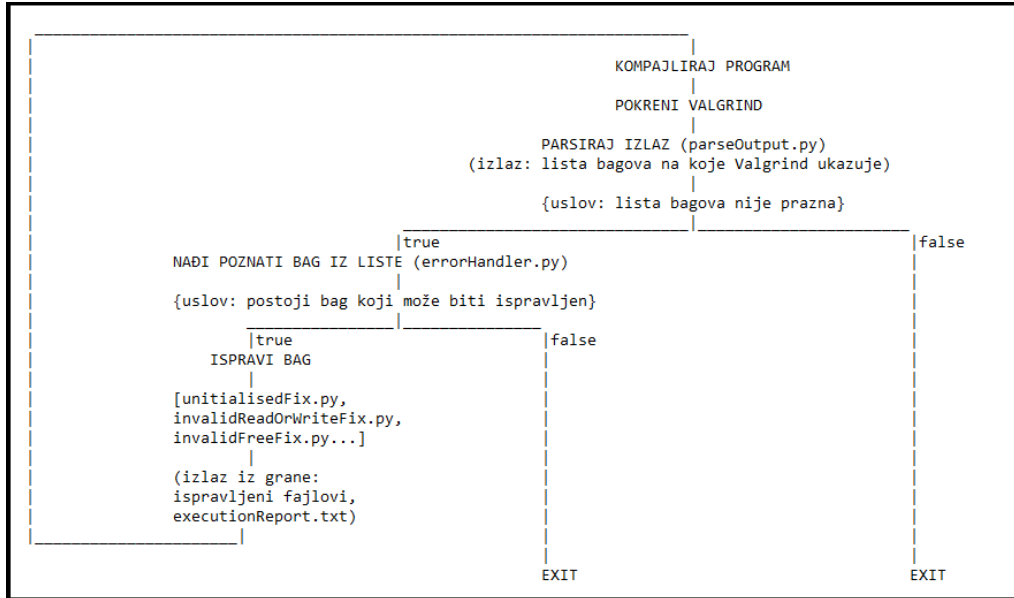 KOMPAJLIRAJ PROGRAM
POKRENI VALGRIND
PARSIRAJ IZLAZ (parseOutput.py)
(izlaz: lista bagova na koje Valgrind ukazuje)
{uslov: lista bagova nije prazna}
true
false
NAĐI POZNATI BAG IZ LISTE (errorHandler.py)
{uslov: postoji bag koji može biti ispravljen}
true
false
ISPRAVI BAG
[unitialisedFix.py,
invalidReadOrWriteFix.py,
invalidFreeFix.py...]
(izlaz iz grane:
ispravljeni fajlovi,
executionReport.txt)
EXIT
EXIT